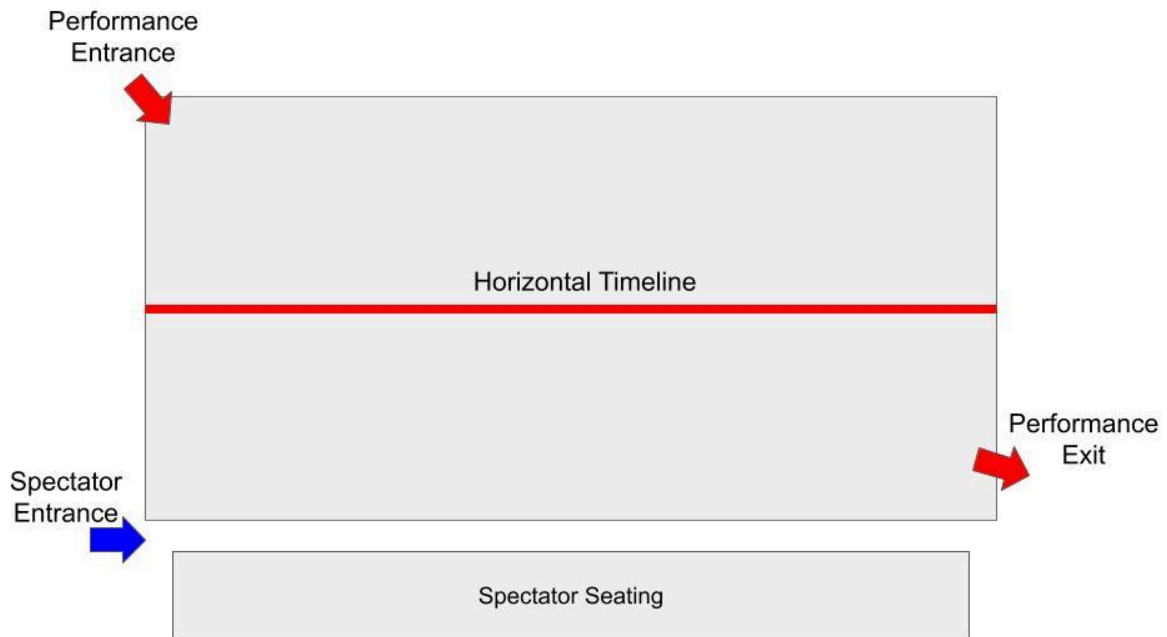 Performance
Entrance
Horizontal Timeline
Performance
Exit
Spectator
Entrance
Spectator Seating